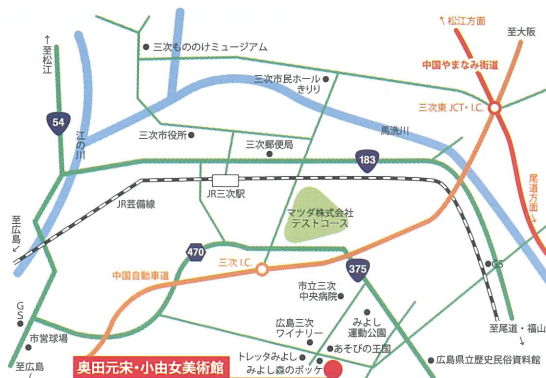 ↖松江方面
至大阪
↑至松江
三次もののけミュージアム
中国やまなみ街道
三次市民ホール
きりり
三次東 JCT・I.C.
54
江の川
三次市役所
馬洗川
三次郵便局
183
JR三次駅
尾道方面→
JR芸備線
マツダ株式会社
テストコース
至広島↙
470
三次 I.C.
375
GS
中国自動車道
市立三次
中央病院
GS
広島三次
ワイナリー
みよし
運動公園
至尾道・福山
↘
市営球場
あそびの王国
トレッタみよし
広島県立歴史民俗資料館
至広島
↙
奥田元宋・小由女美術館
みよし森のポッケ